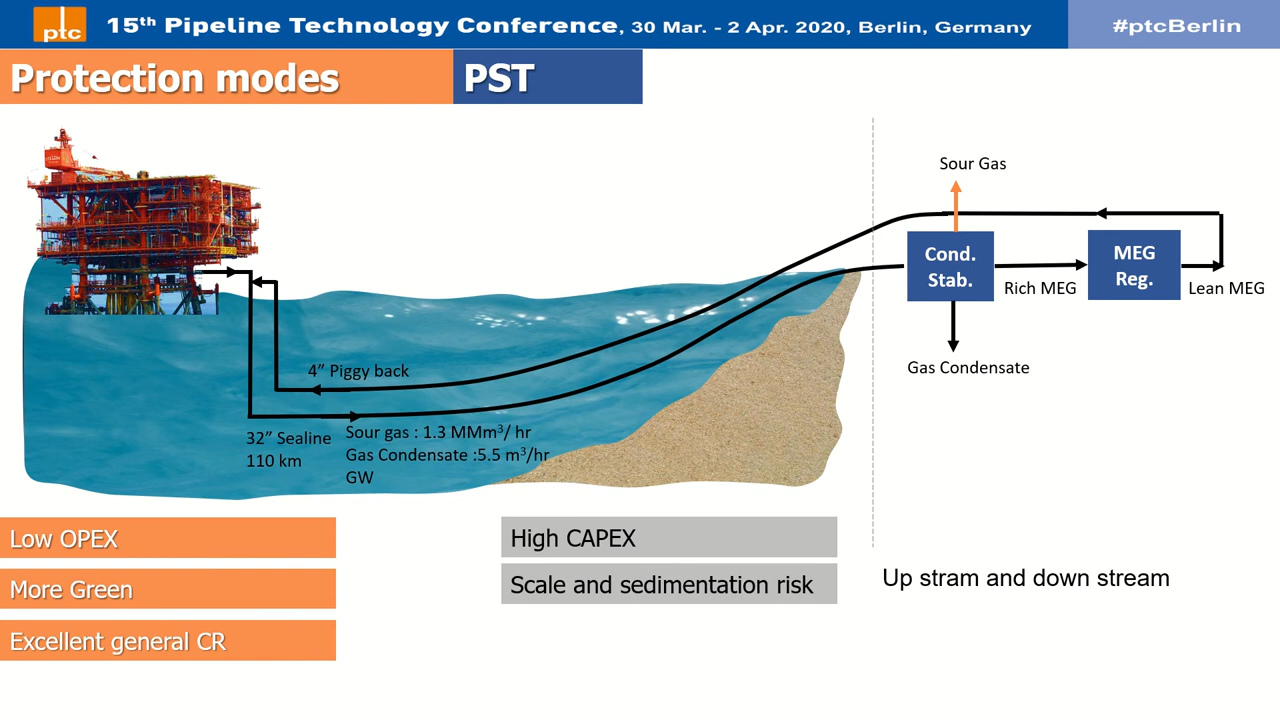 ptc
15th Pipeline Technology Conference, 30 Mar. - 2 Apr. 2020, Berlin, Germany
#ptcBerlin
Protection modes
PST
Sour Gas
Cond.
Stab.
MEG
Reg.
Rich MEG
Lean MEG
Gas Condensate
4” Piggy back
32” Sealine
110 km
Sour gas : 1.3 MMm³/ hr
Gas Condensate :5.5 m³/hr
GW
Low OPEX
More Green
Excellent general CR
High CAPEX
Scale and sedimentation risk
Up stram and down stream